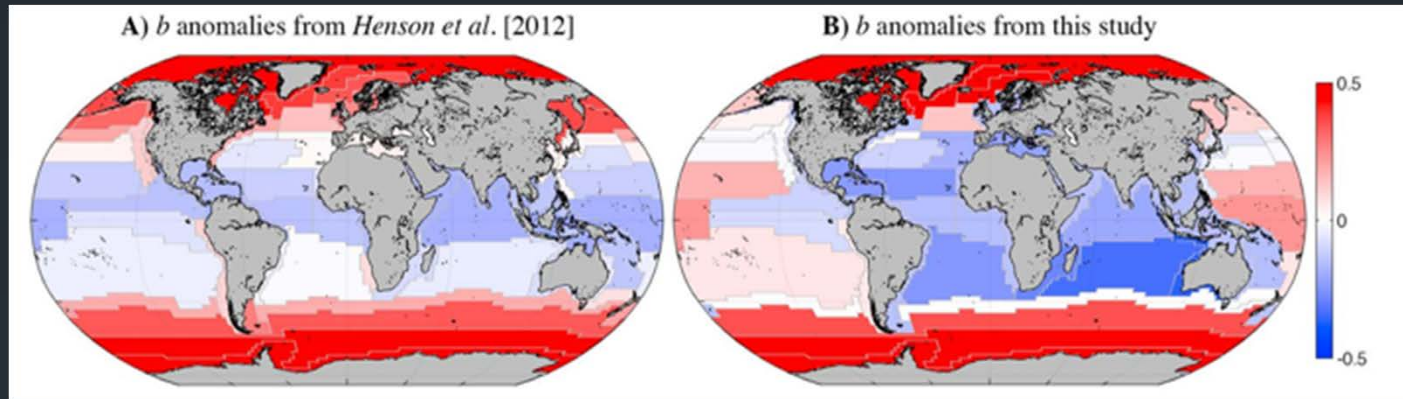 A) b anomalies from Henson et al. [2012]
B) b anomalies from this study
0.5
0
-0.5